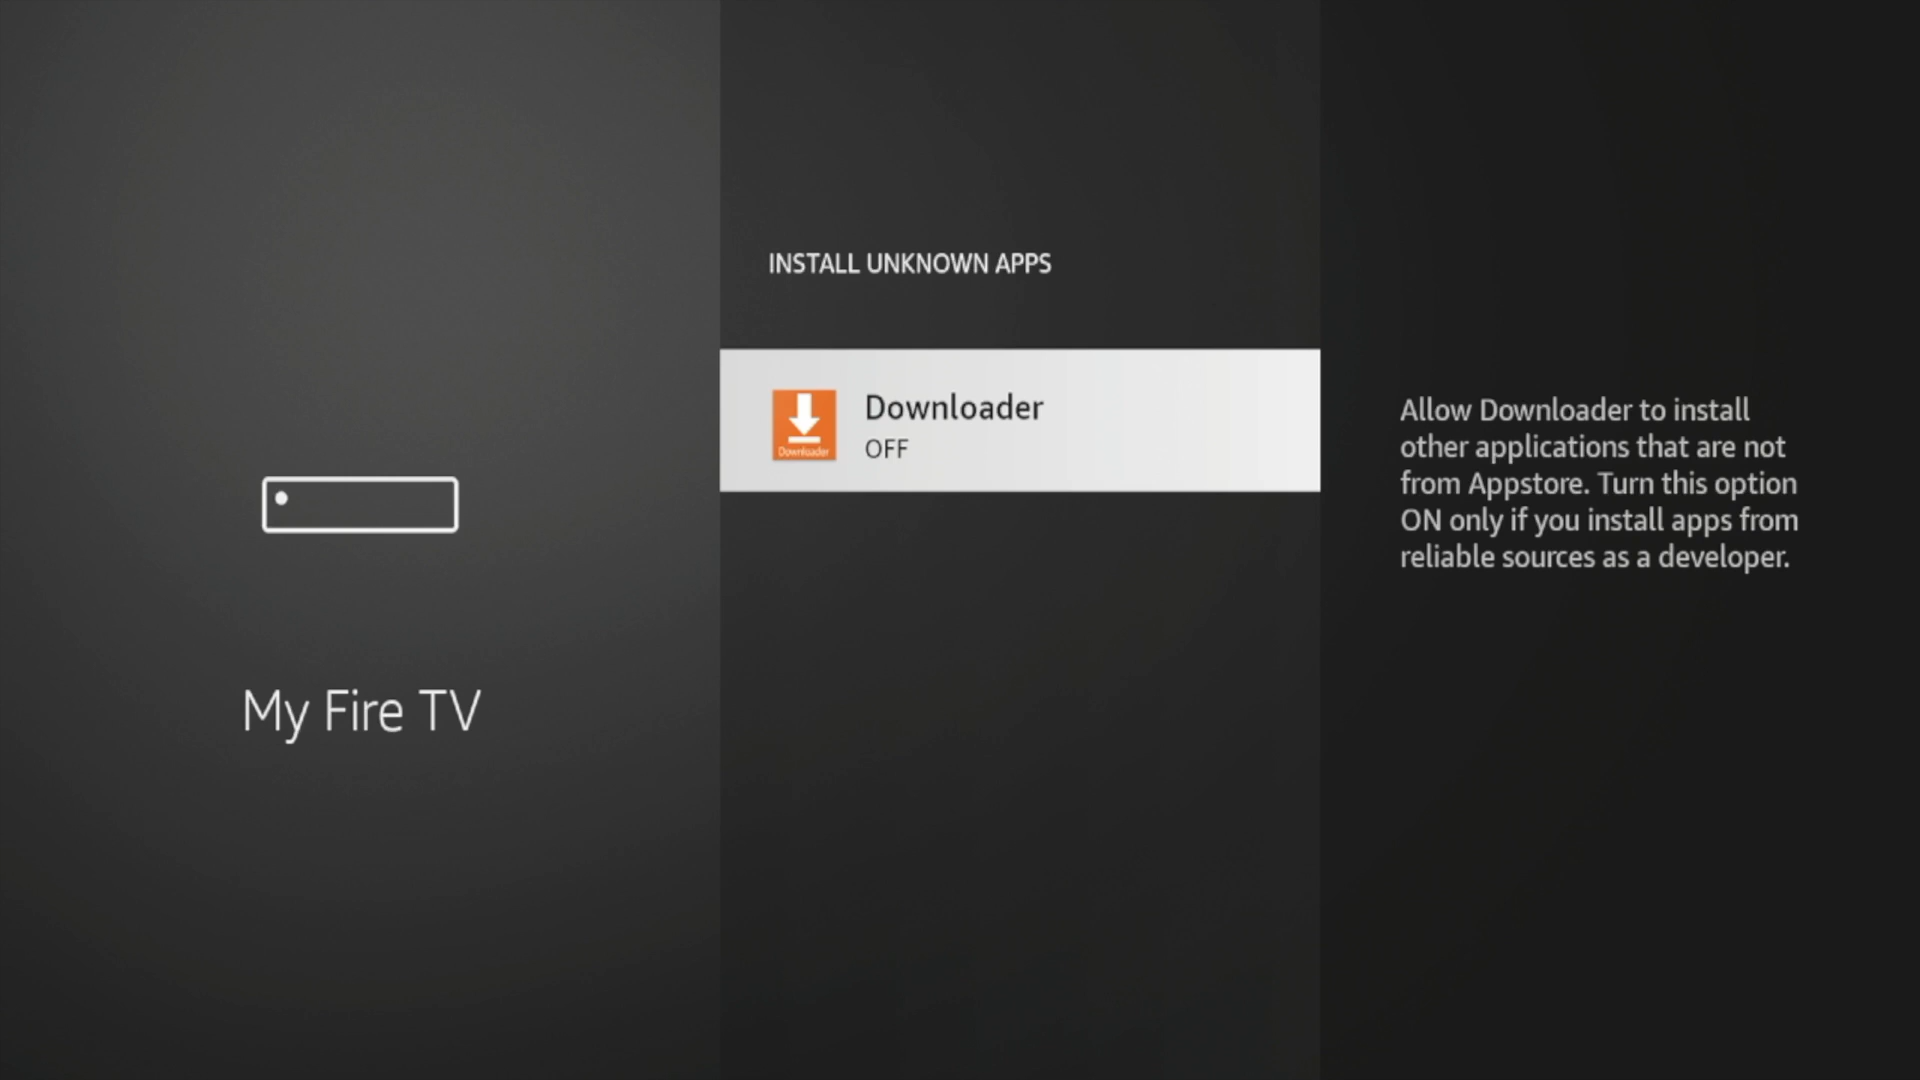 INSTALL UNKNOWN APPS
Downloader
Downloader
OFF
My Fire TV
Allow Downloader to install
other applications that are not
from Appstore. Turn this option
ON only if you install apps from
reliable sources as a developer.